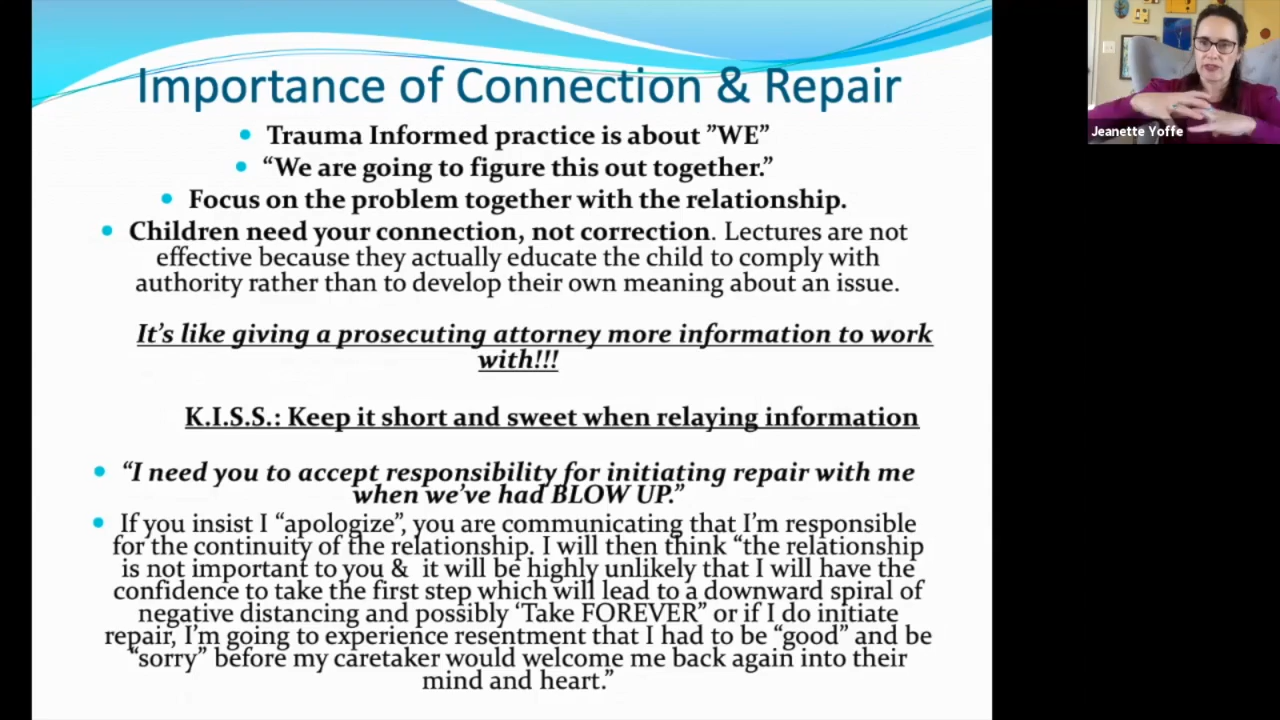 Importance of Connection & Repair
Trauma Informed practice is about ”WE”
“We are going to figure this out together.”
Focus on the problem together with the relationship.
Children need your connection, not correction. Lectures are not
effective because they actually educate the child to comply with
authority rather than to develop their own meaning about an issue.
It’s like giving a prosecuting attorney more information to work
with!!!
K.I.S.S.: Keep it short and sweet when relaying information
“I need you to accept responsibility for initiating repair with me
when we’ve had BLOW UP.”
If you insist I “apologize”, you are communicating that I’m responsible
for the continuity of the relationship. I will then think “the relationship
is not important to you & it will be highly unlikely that I will have the
confidence to take the first step which will lead to a downward spiral of
negative distancing and possibly ‘Take FOREVER” or if I do initiate
repair, I’m going to experience resentment that I had to be “good” and be
“sorry” before my caretaker would welcome me back again into their
mind and heart.”
Jeanette Yoffe